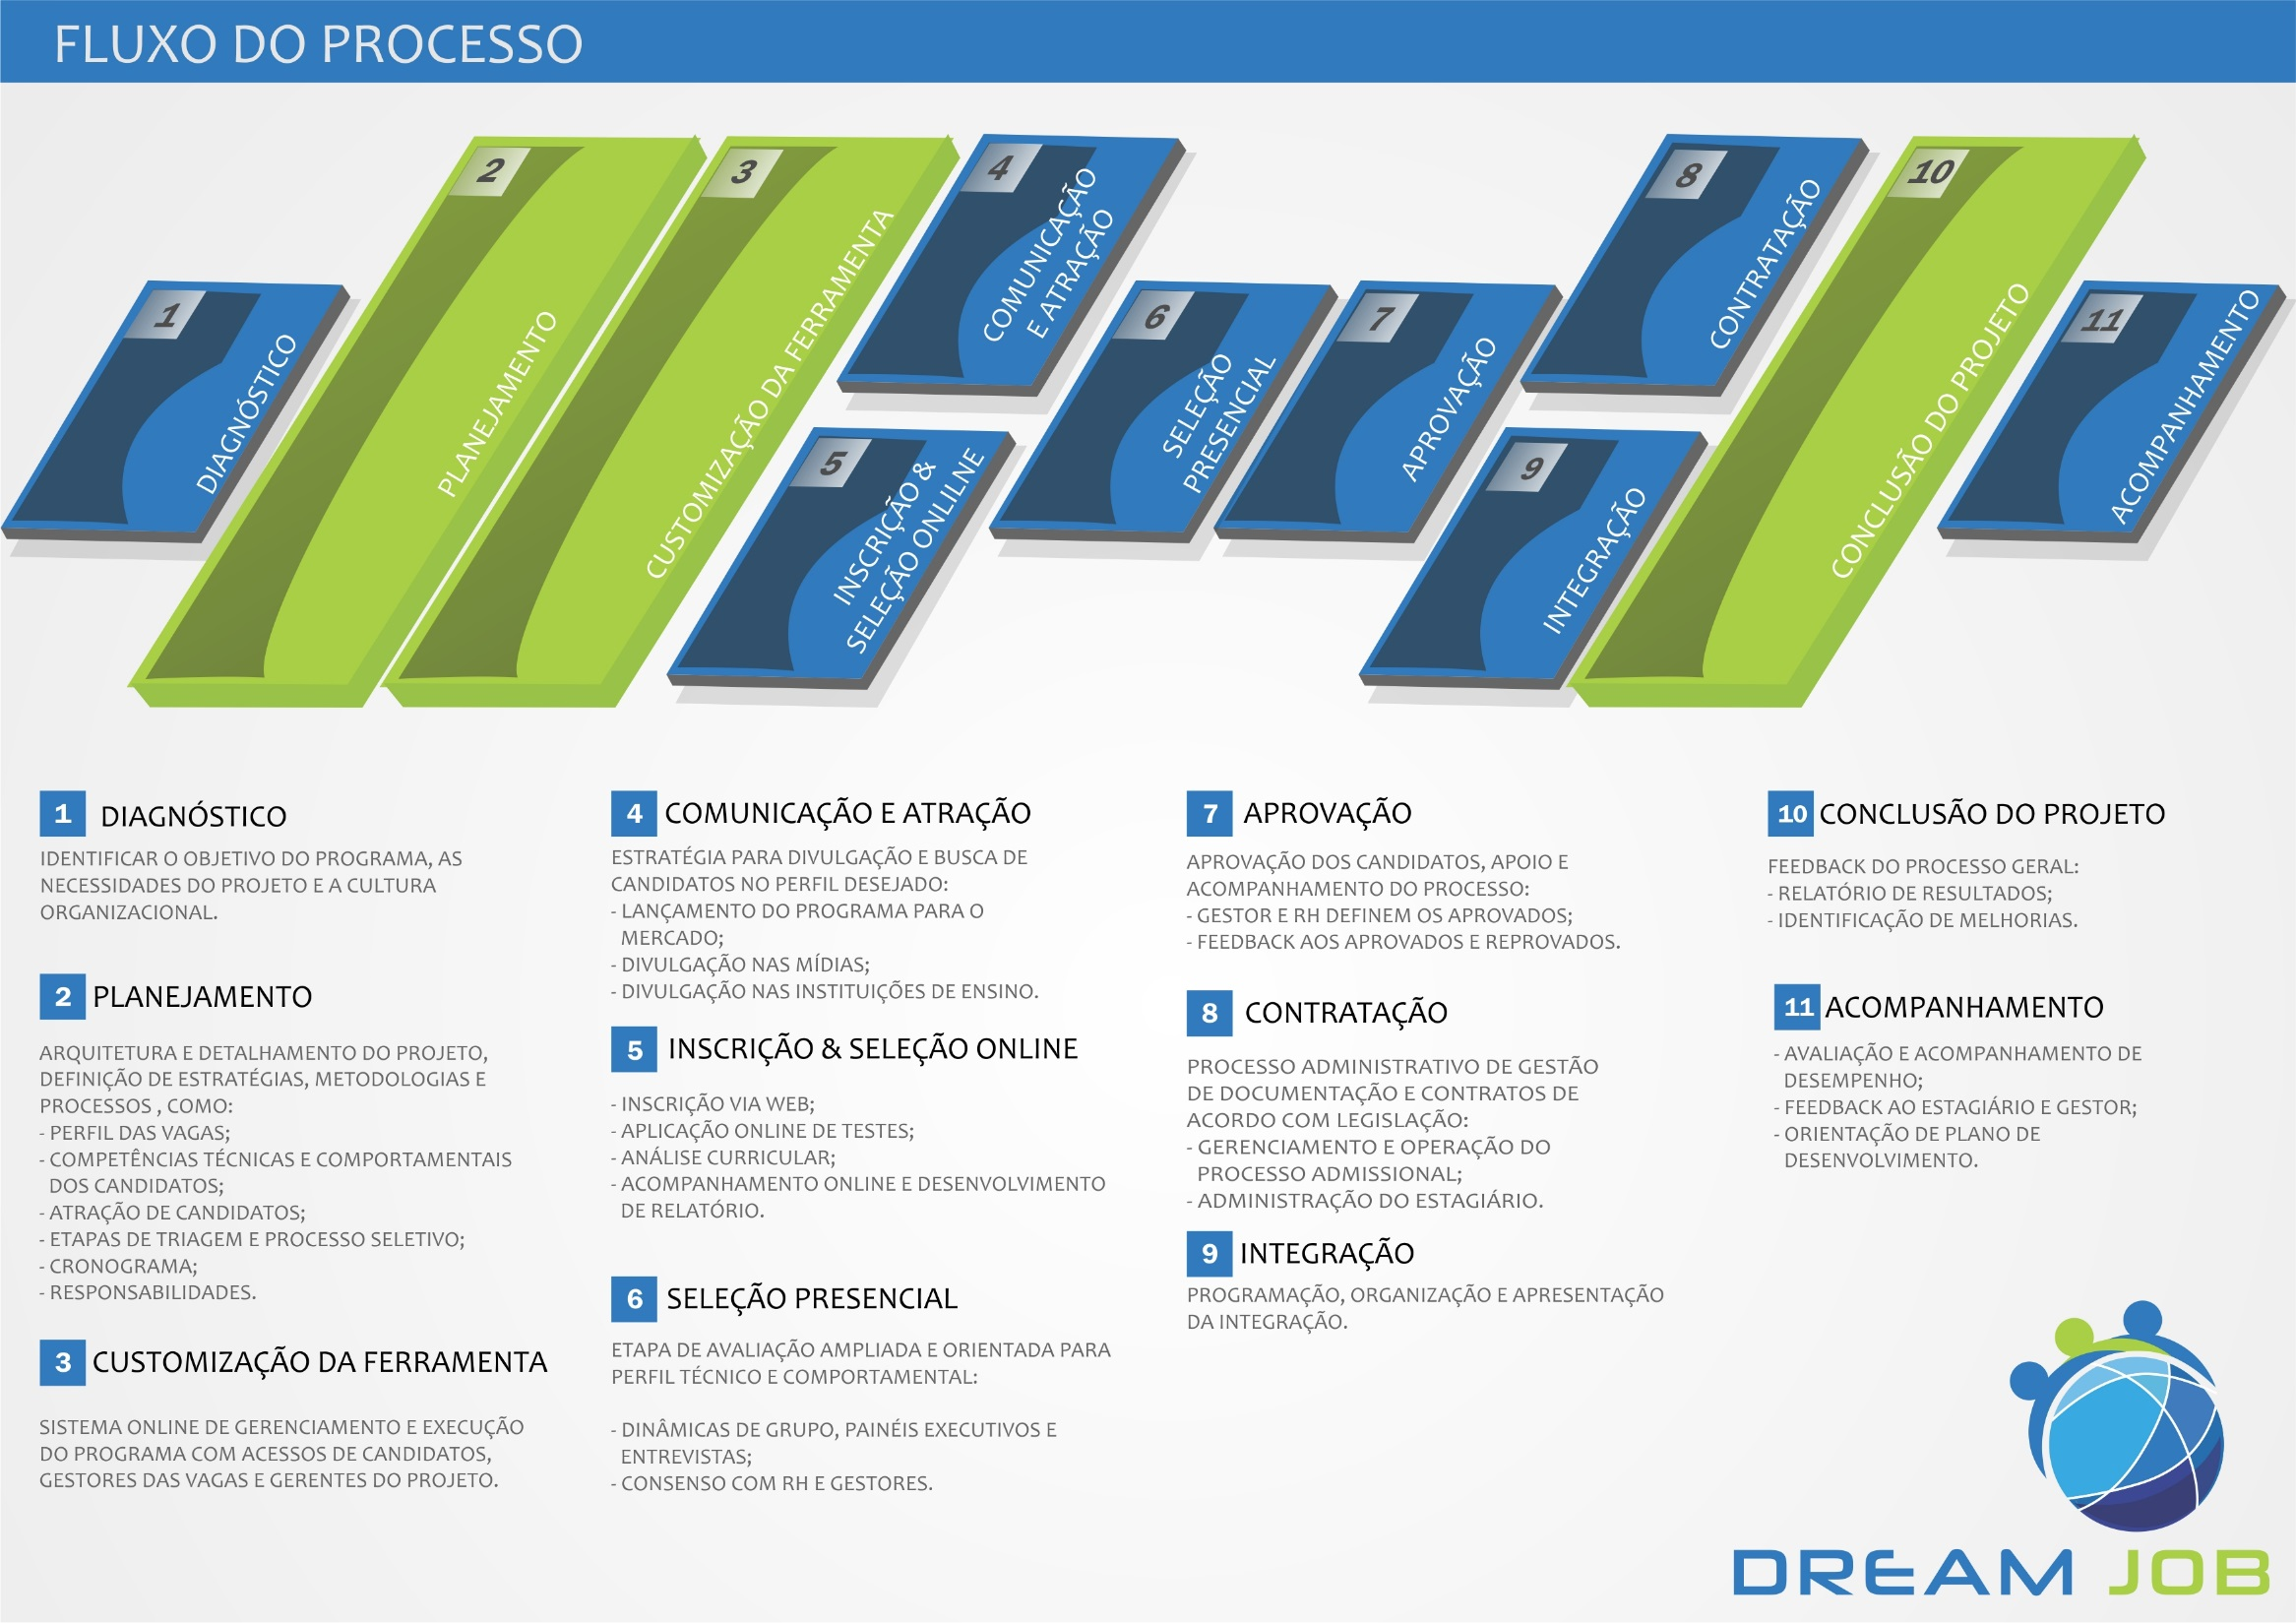 FLUXO DO PROCESSO
1
DIAGNÓSTICO
2
PLANEJAMENTO
3
CUSTOMIZAÇÃO DA FERRAMENTA
4
COMUNICAÇÃO
E ATRAÇÃO
5
INSCRIÇÃO &
SELEÇÃO ONLILNE
6
SELEÇÃO
PRESENCIAL
7
APROVAÇÃO
8
CONTRATAÇÃO
9
INTEGRAÇÃO
10
CONCLUSÃO DO PROJETO
11
ACOMPANHAMENTO
1 DIAGNÓSTICO
IDENTIFICAR O OBJETIVO DO PROGRAMA, AS
NECESSIDADES DO PROJETO E A CULTURA
ORGANIZACIONAL.
2 PLANEJAMENTO
ARQUITETURA E DETALHAMENTO DO PROJETO,
DEFINIÇÃO DE ESTRATÉGIAS, METODOLOGIAS E
PROCESSOS , COMO:
- PERFIL DAS VAGAS;
- COMPETÊNCIAS TÉCNICAS E COMPORTAMENTAIS
DOS CANDIDATOS;
- ATRAÇÃO DE CANDIDATOS;
- ETAPAS DE TRIAGEM E PROCESSO SELETIVO;
- CRONOGRAMA;
- RESPONSABILIDADES.
3 CUSTOMIZAÇÃO DA FERRAMENTA
SISTEMA ONLINE DE GERENCIAMENTO E EXECUÇÃO
DO PROGRAMA COM ACESSOS DE CANDIDATOS,
GESTORES DAS VAGAS E GERENTES DO PROJETO.
4 COMUNICAÇÃO E ATRAÇÃO
ESTRATÉGIA PARA DIVULGAÇÃO E BUSCA DE
CANDIDATOS NO PERFIL DESEJADO:
- LANÇAMENTO DO PROGRAMA PARA O
MERCADO;
- DIVULGAÇÃO NAS MÍDIAS;
- DIVULGAÇÃO NAS INSTITUIÇÕES DE ENSINO.
5 INSCRIÇÃO & SELEÇÃO ONLINE
- INSCRIÇÃO VIA WEB;
- APLICAÇÃO ONLINE DE TESTES;
- ANÁLISE CURRICULAR;
- ACOMPANHAMENTO ONLINE E DESENVOLVIMENTO
DE RELATÓRIO.
6 SELEÇÃO PRESENCIAL
ETAPA DE AVALIAÇÃO AMPLIADA E ORIENTADA PARA
PERFIL TÉCNICO E COMPORTAMENTAL:
- DINÂMICAS DE GRUPO, PAINÉIS EXECUTIVOS E
ENTREVISTAS;
- CONSENSO COM RH E GESTORES.
7 APROVAÇÃO
APROVAÇÃO DOS CANDIDATOS, APOIO E
ACOMPANHAMENTO DO PROCESSO:
- GESTOR E RH DEFINEM OS APROVADOS;
- FEEDBACK AOS APROVADOS E REPROVADOS.
8 CONTRATAÇÃO
PROCESSO ADMINISTRATIVO DE GESTÃO
DE DOCUMENTAÇÃO E CONTRATOS DE
ACORDO COM LEGISLAÇÃO:
- GERENCIAMENTO E OPERAÇÃO DO
PROCESSO ADMISSIONAL;
- ADMINISTRAÇÃO DO ESTAGIÁRIO.
9 INTEGRAÇÃO
PROGRAMAÇÃO, ORGANIZAÇÃO E APRESENTAÇÃO
DA INTEGRAÇÃO.
10 CONCLUSÃO DO PROJETO
FEEDBACK DO PROCESSO GERAL:
- RELATÓRIO DE RESULTADOS;
- IDENTIFICAÇÃO DE MELHORIAS.
11 ACOMPANHAMENTO
- AVALIAÇÃO E ACOMPANHAMENTO DE
DESEMPENHO;
- FEEDBACK AO ESTAGIÁRIO E GESTOR;
- ORIENTAÇÃO DE PLANO DE
DESENVOLVIMENTO.
DREAM JOB